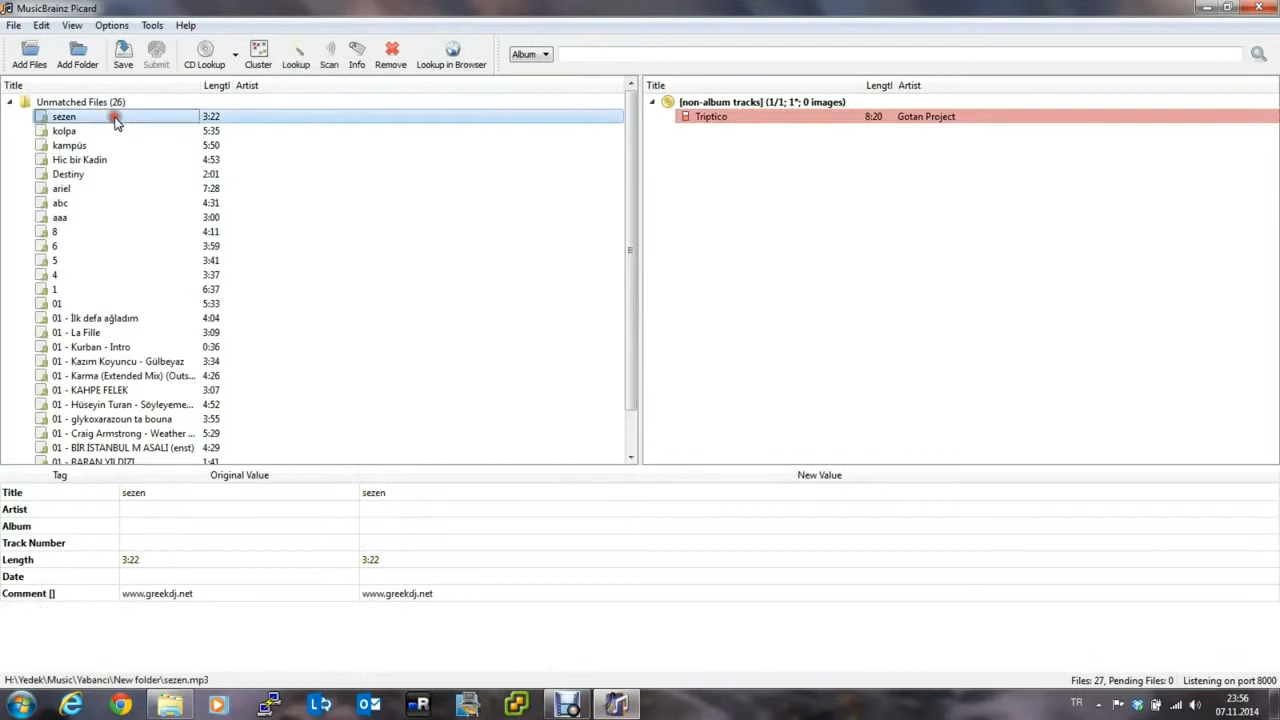 MusicBrainz Picard
File Edit View Options Tools Help
Add Files Add Folder Save Submit CD Lookup Cluster Lookup Scan Info Remove Lookup in Browser Album
Title Lengtl Artist
Unmatched Files (26)
sezen 3:22
kolpa 5:35
kampüs 5:50
Hic bir Kadin 4:53
Destiny 2:01
ariel 7:28
abc 4:31
aaa 3:00
8 4:11
6 3:59
5 3:41
4 3:37
1 6:37
01 5:33
01 - İlk defa ağladım 4:04
01 - La Fille 3:09
01 - Kurban - Intro 0:36
01 - Kazım Koyuncu - Gülbeyaz 3:34
01 - Karma (Extended Mix) (Outs... 4:26
01 - KAHPE FELEK 3:07
01 - Hüseyin Turan - Söyleyeme... 4:52
01 - glykoxarazoun ta bouna 3:55
01 - Craig Armstrong - Weather ... 5:29
01 - BİR İSTANBUL M ASALI (enst) 4:29
01 - BARAN YILDIZI 1:41
Title Lengtl Artist
[non-album tracks] (1/1; 1*; 0 images)
Triptico 8:20 Gotan Project
Tag Original Value New Value
Title sezen sezen
Artist
Album
Track Number
Length 3:22 3:22
Date
Comment [] www.greekdj.net www.greekdj.net
H:\Yedek\Music\Yabancı\New folder\sezen.mp3 Files: 27, Pending Files: 0 Listening on port 8000
TR 23:56
07.11.2014